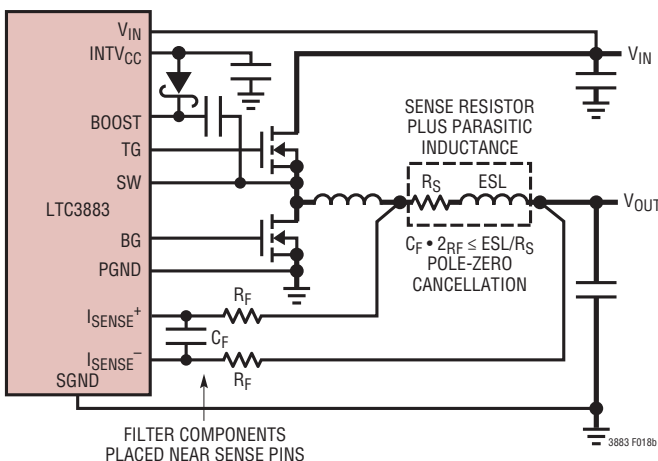 VIN
INTVCC
BOOST
TG
SW
LTC3883
BG
PGND
ISENSE+
ISENSE−
SGND
VIN
SENSE RESISTOR
PLUS PARASITIC
INDUCTANCE
RS
ESL
VOUT
CF • 2RF ≤ ESL/RS
POLE-ZERO
CANCELLATION
RF
CF
RF
FILTER COMPONENTS
PLACED NEAR SENSE PINS
3883 F018b